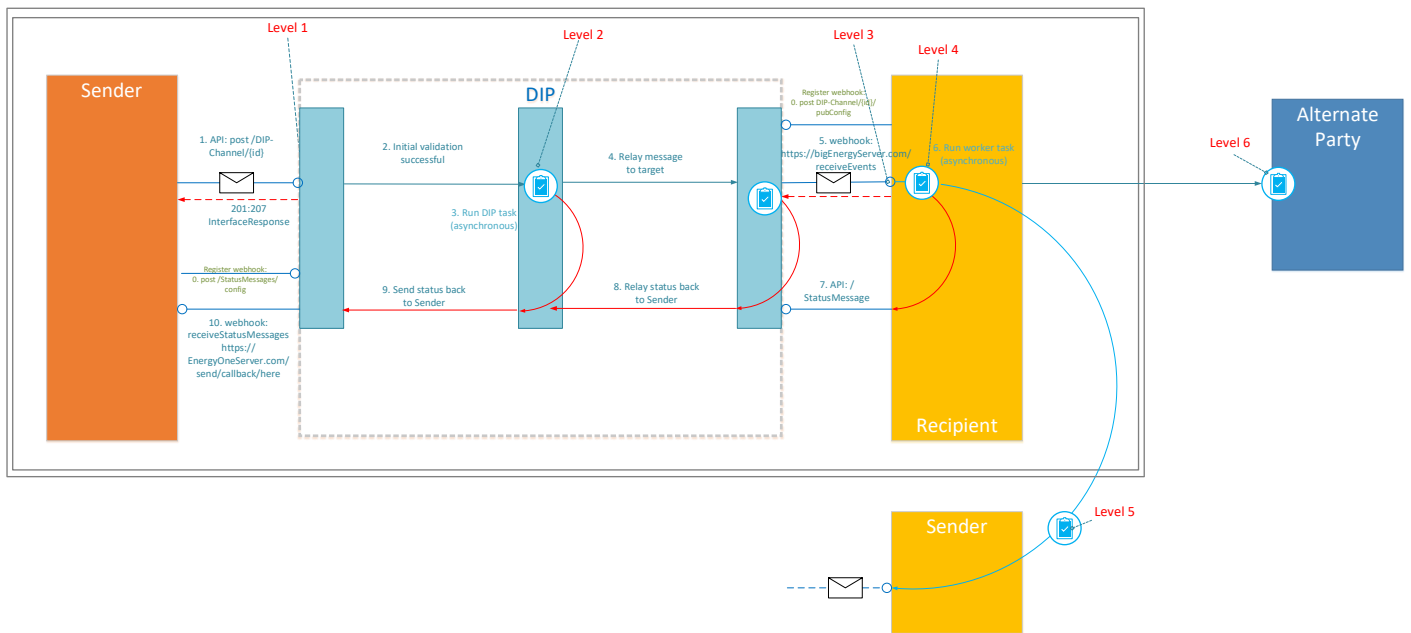 Level 1
Level 2
Level 3
Level 4
Sender
DIP
Register webhook:
0. post DIP-Channel/{id}/
pubConfig
Alternate
Party
1. API: post /DIP-
Channel/{id}
2. Initial validation
successful
4. Relay message
to target
5. webhook:
https://bigEnergyServer.com/
receiveEvents
6. Run worker task
(asynchronous)
Level 6
201:207
InterfaceResponse
3. Run DIP task
(asynchronous)
Register webhook:
0. post /StatusMessages/
config
9. Send status back
to Sender
8. Relay status back
to Sender
7. API: /
StatusMessage
10. webhook:
receiveStatusMessages
https://
EnergyOneServer.com/
send/callback/here
Recipient
Level 5
Sender